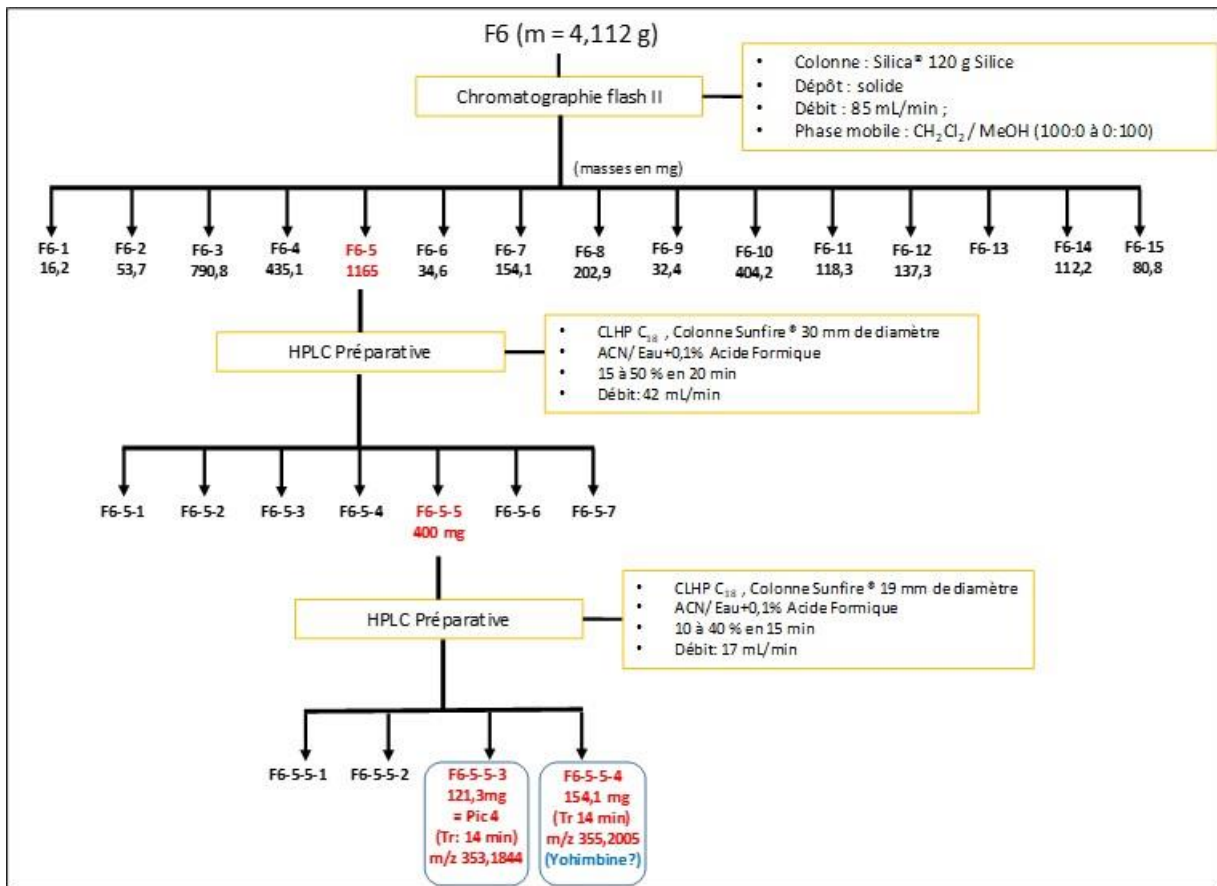 F6 (m = 4,112 g)
Chromatographie flash II
• Colonne : Silica® 120 g Silice
• Dépôt : solide
• Débit : 85 mL/min ;
• Phase mobile : CH₂Cl₂ / MeOH (100:0 à 0:100)
(masses en mg)
F6-1 F6-2 F6-3 F6-4 F6-5 F6-6 F6-7 F6-8 F6-9 F6-10 F6-11 F6-12 F6-13 F6-14 F6-15
16,2 53,7 790,8 435,1 1165 34,6 154,1 202,9 32,4 404,2 118,3 137,3 112,2 80,8
HPLC Préparative
• CLHP C₁₈ , Colonne Sunfire® 30 mm de diamètre
• ACN/ Eau+0,1% Acide Formique
• 15 à 50 % en 20 min
• Débit: 42 mL/min
F6-5-1 F6-5-2 F6-5-3 F6-5-4 F6-5-5 F6-5-6 F6-5-7
400 mg
HPLC Préparative
• CLHP C₁₈ , Colonne Sunfire® 19 mm de diamètre
• ACN/ Eau+0,1% Acide Formique
• 10 à 40 % en 15 min
• Débit: 17 mL/min
F6-5-5-1 F6-5-5-2
F6-5-5-3
121,3mg
= Pic 4
(Tr: 14 min)
m/z 353,1844
F6-5-5-4
154,1 mg
(Tr 14 min)
m/z 355,2005
(Yohimbine?)